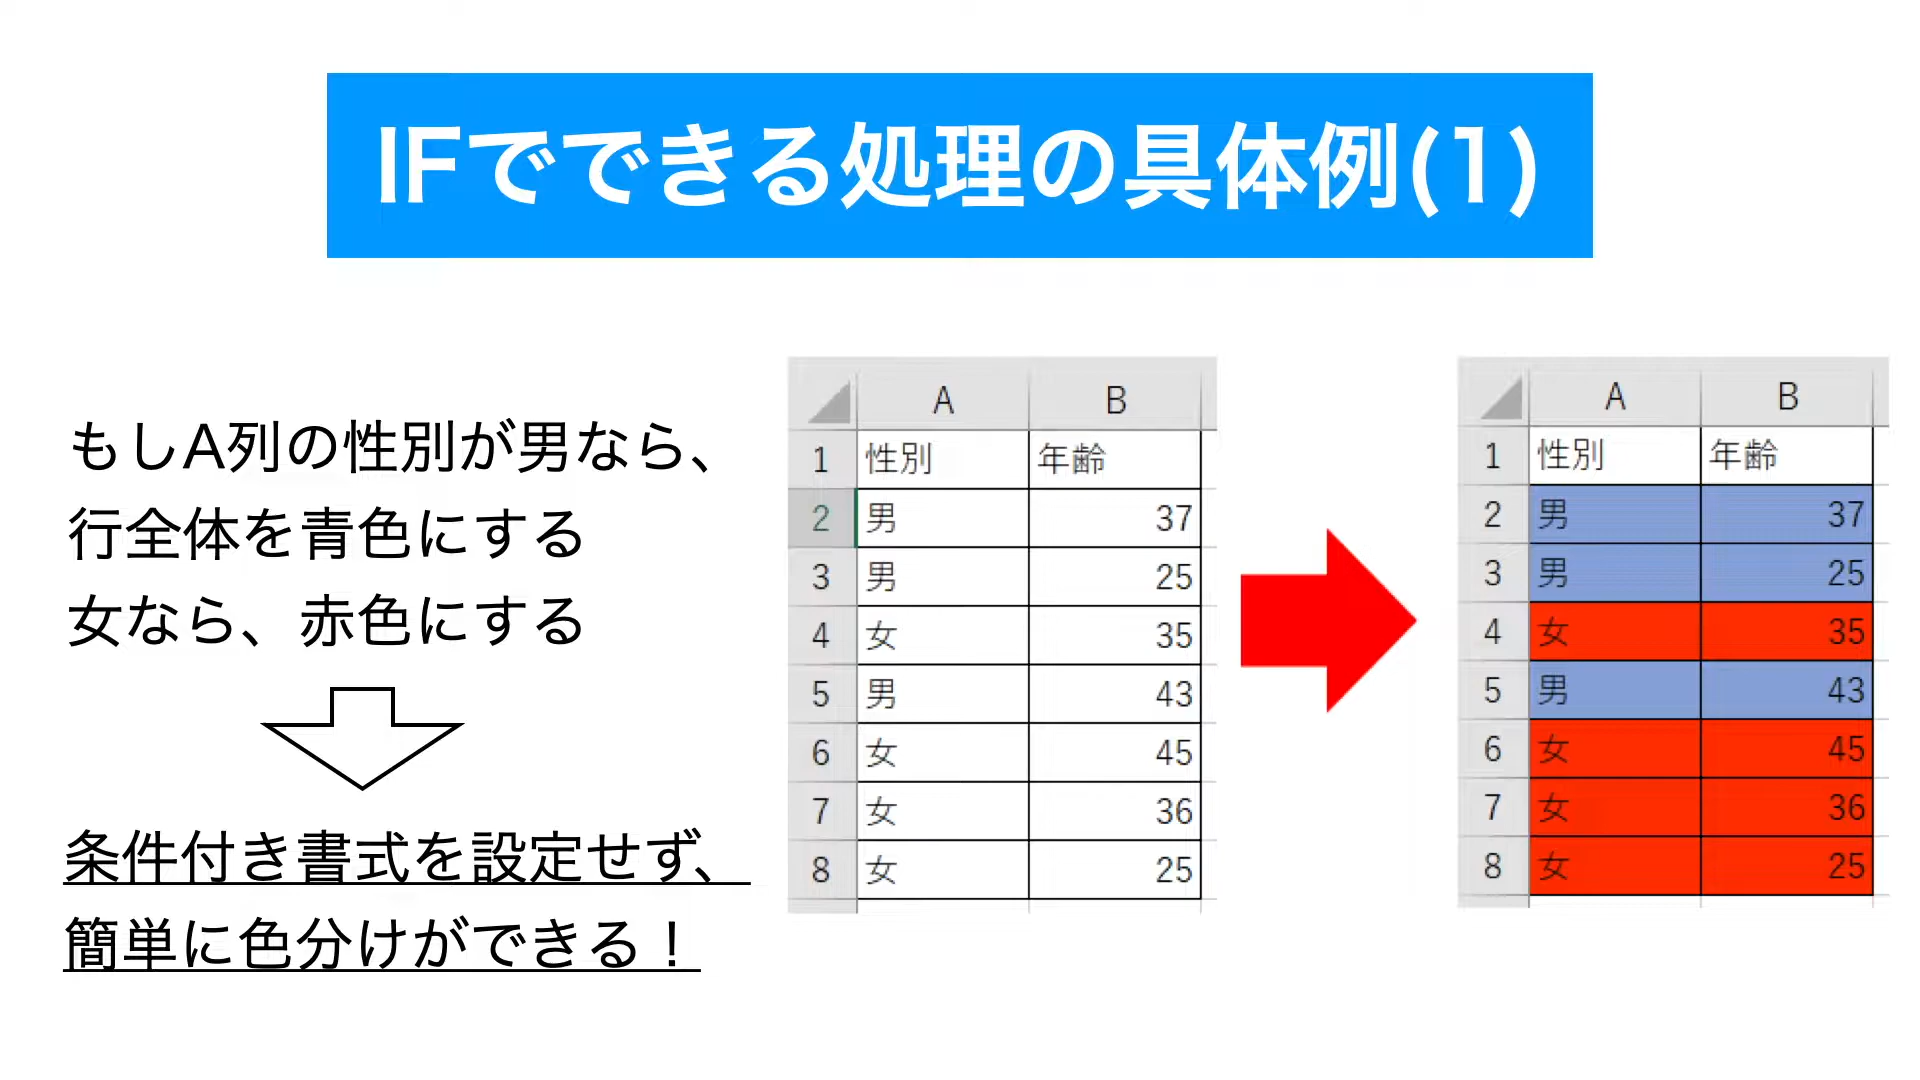 IFでできる処理の具体例(1)
もしA列の性別が男なら、
行全体を青色にする
女なら、赤色にする
条件付き書式を設定せず、
簡単に色分けができる！
A B
1 性別 年齢
2 男 37
3 男 25
4 女 35
5 男 43
6 女 45
7 女 36
8 女 25
A B
1 性別 年齢
2 男 37
3 男 25
4 女 35
5 男 43
6 女 45
7 女 36
8 女 25